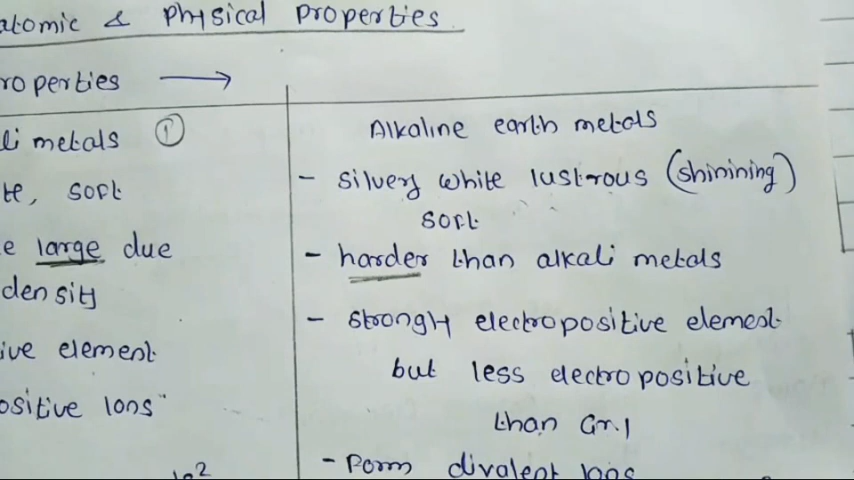 atomic & Physical Properties
roperties →
li metals ①
te, soft
e large due
density
ive element
ositive Ions"
Alkaline earth metals
- silvery white lustrous (shinining)
soft
- harder than alkali metals
- strongly electropositive element
but less electropositive
than Gr.1
- Form divalent Ions